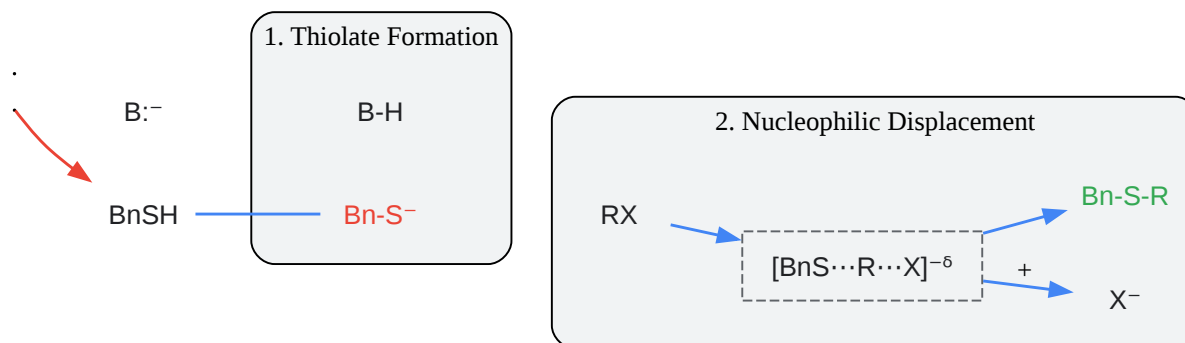 1. Thiolate Formation
B:⁻
B-H
BnSH
Bn-S⁻
2. Nucleophilic Displacement
RX
[BnS⋯R⋯X]⁻ᵟ
Bn-S-R
+
X⁻